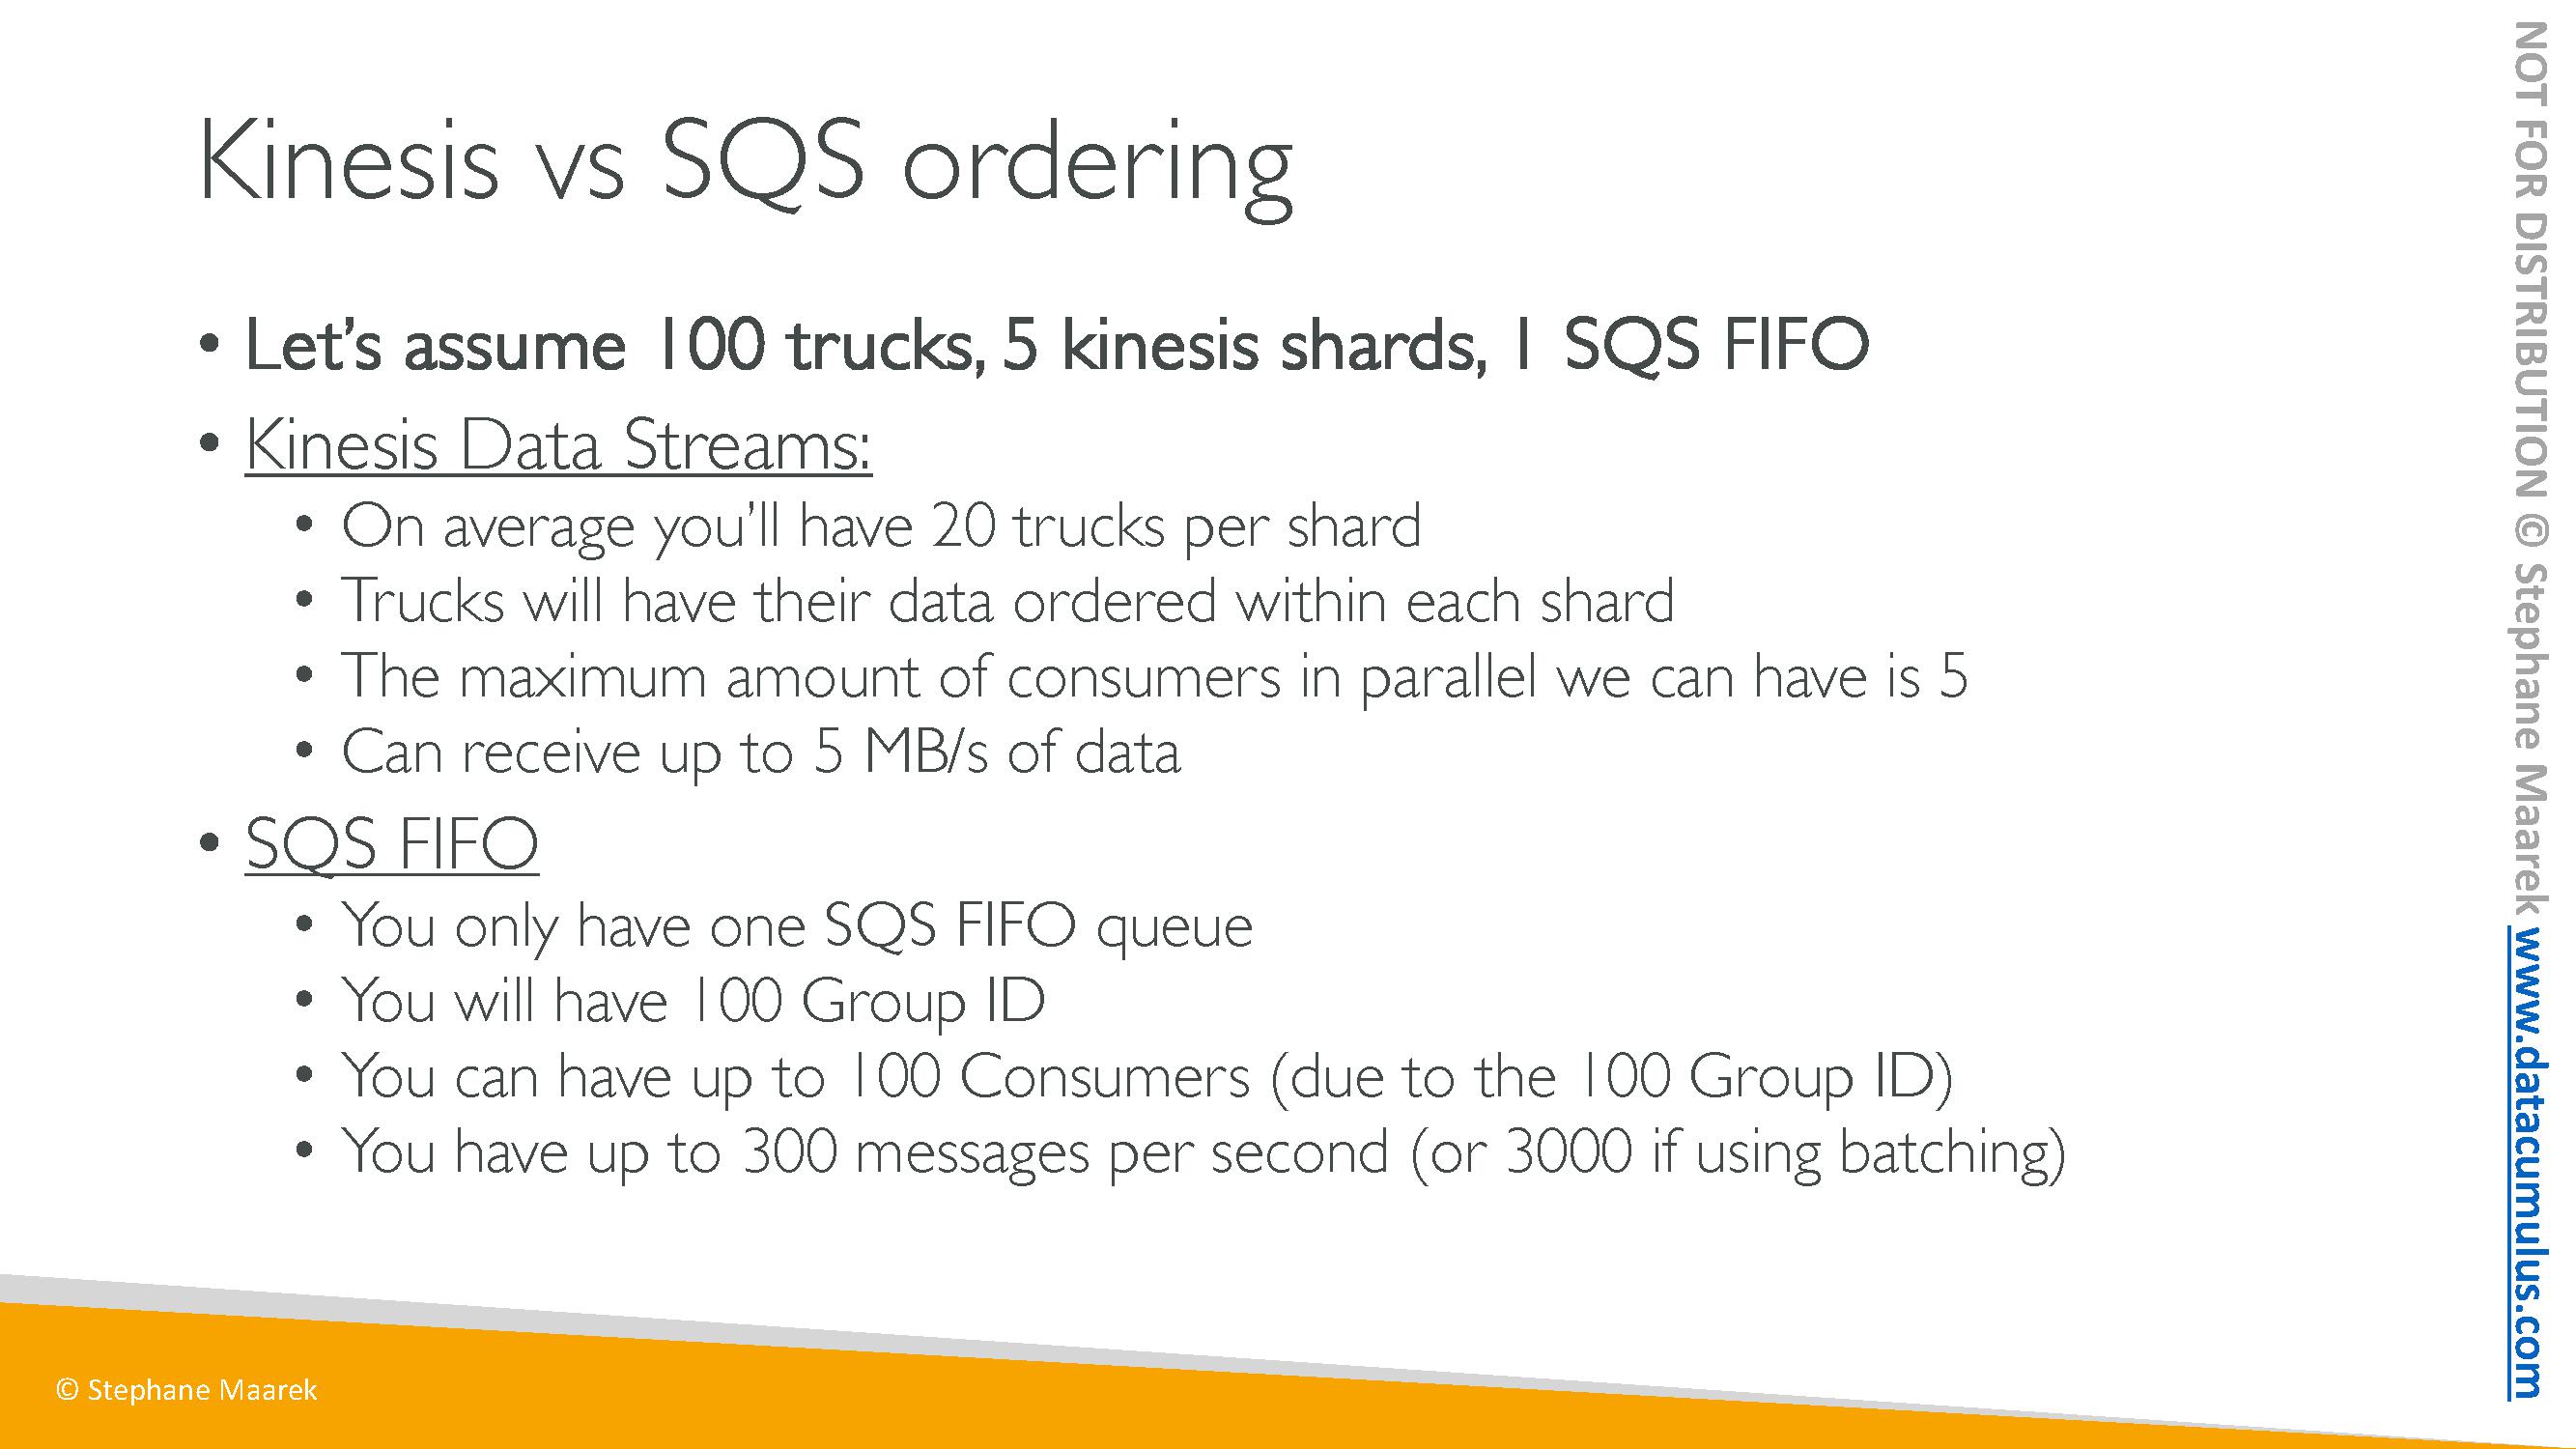 Kinesis vs SQS ordering
• Let’s assume 100 trucks, 5 kinesis shards, 1 SQS FIFO
• Kinesis Data Streams:
• On average you’ll have 20 trucks per shard
• Trucks will have their data ordered within each shard
• The maximum amount of consumers in parallel we can have is 5
• Can receive up to 5 MB/s of data
• SQS FIFO
• You only have one SQS FIFO queue
• You will have 100 Group ID
• You can have up to 100 Consumers (due to the 100 Group ID)
• You have up to 300 messages per second (or 3000 if using batching)
© Stephane Maarek
NOT FOR DISTRIBUTION © Stephane Maarek www.datacumulus.com